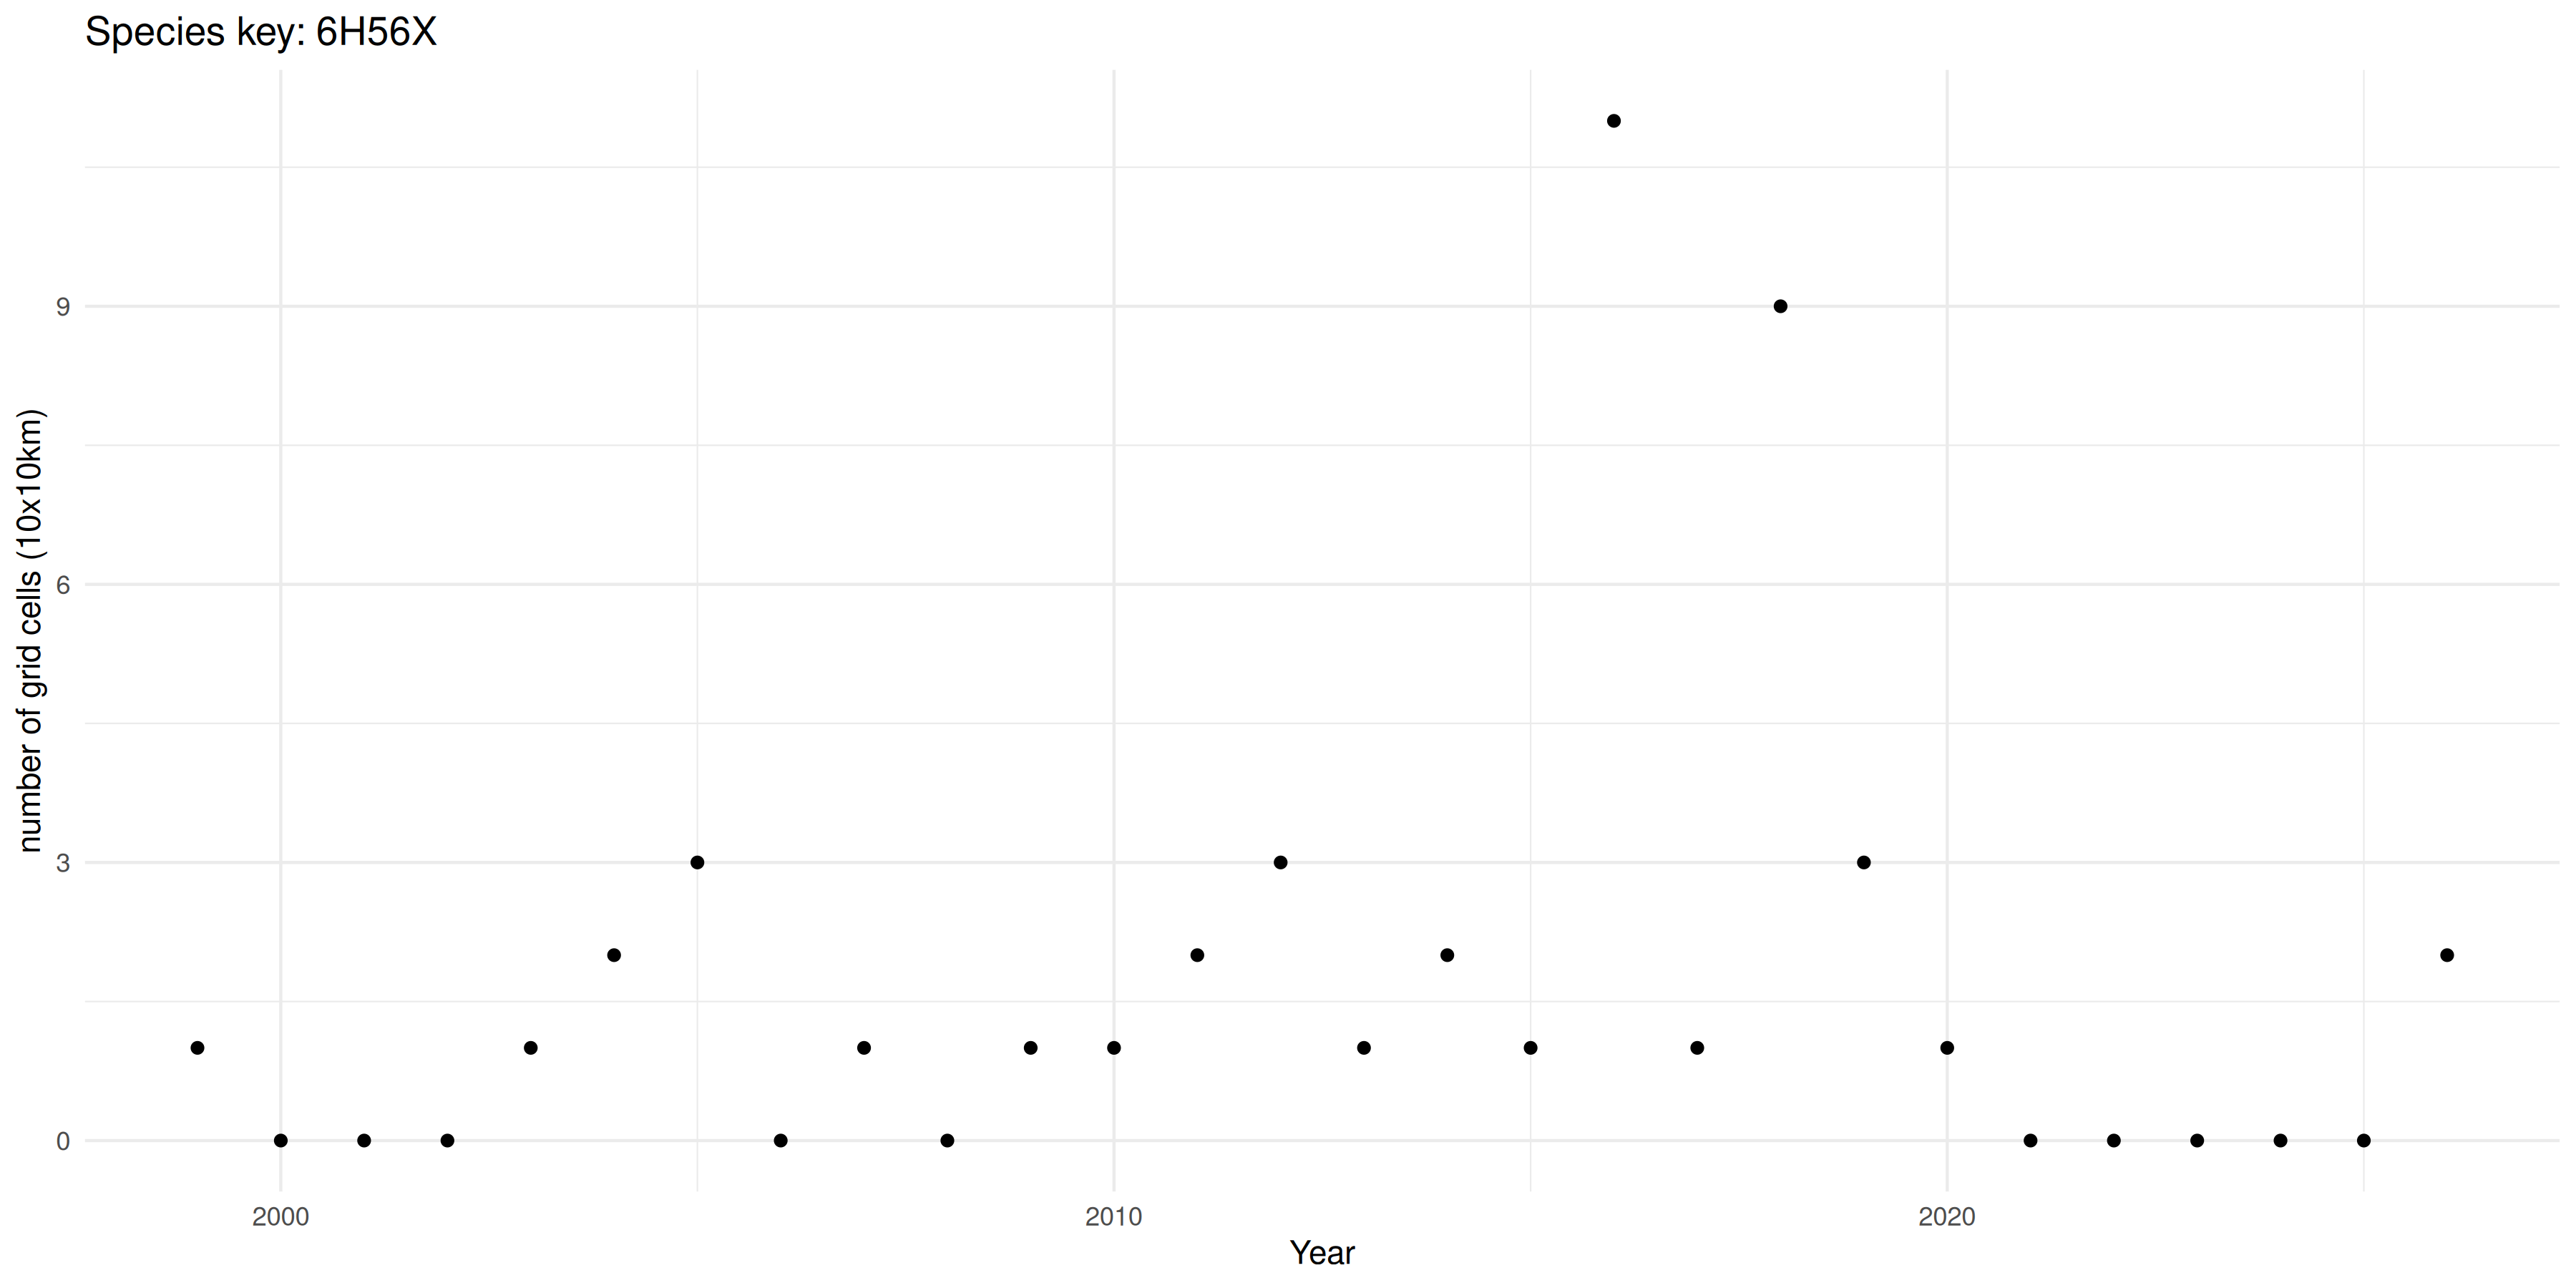 Species key: 6H56X
number of grid cells (10x10km)
9
6
3
0
2000
2010
2020
Year